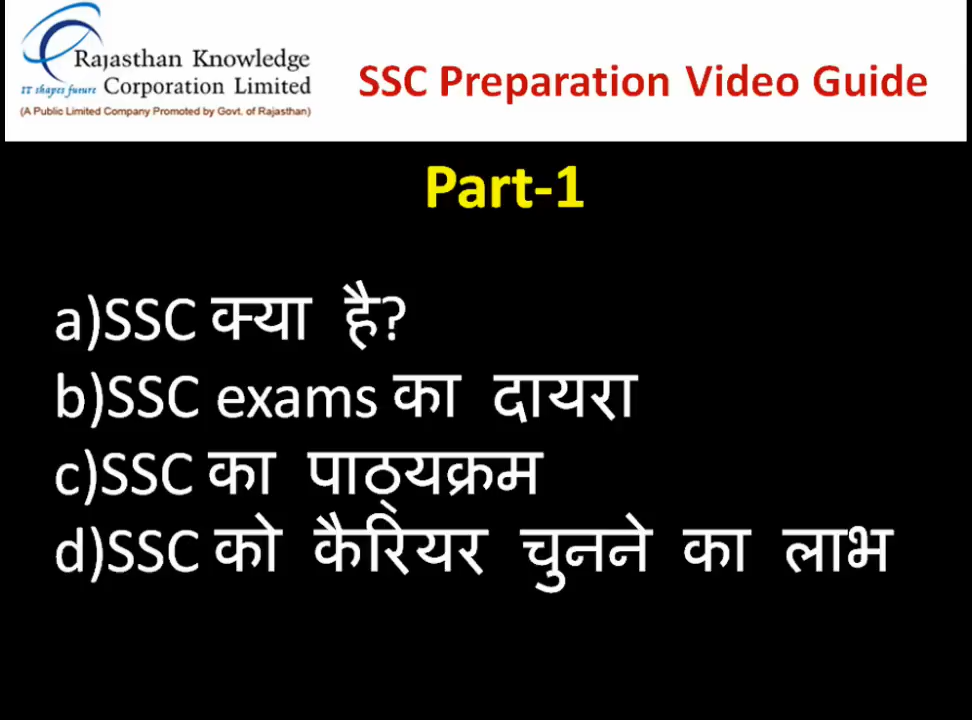 Rajasthan Knowledge
IT shapes future Corporation Limited
(A Public Limited Company Promoted by Govt. of Rajasthan)
SSC Preparation Video Guide
Part-1
a)SSC क्या है?
b)SSC exams का दायरा
c)SSC का पाठ्यक्रम
d)SSC को कैरियर चुनने का लाभ